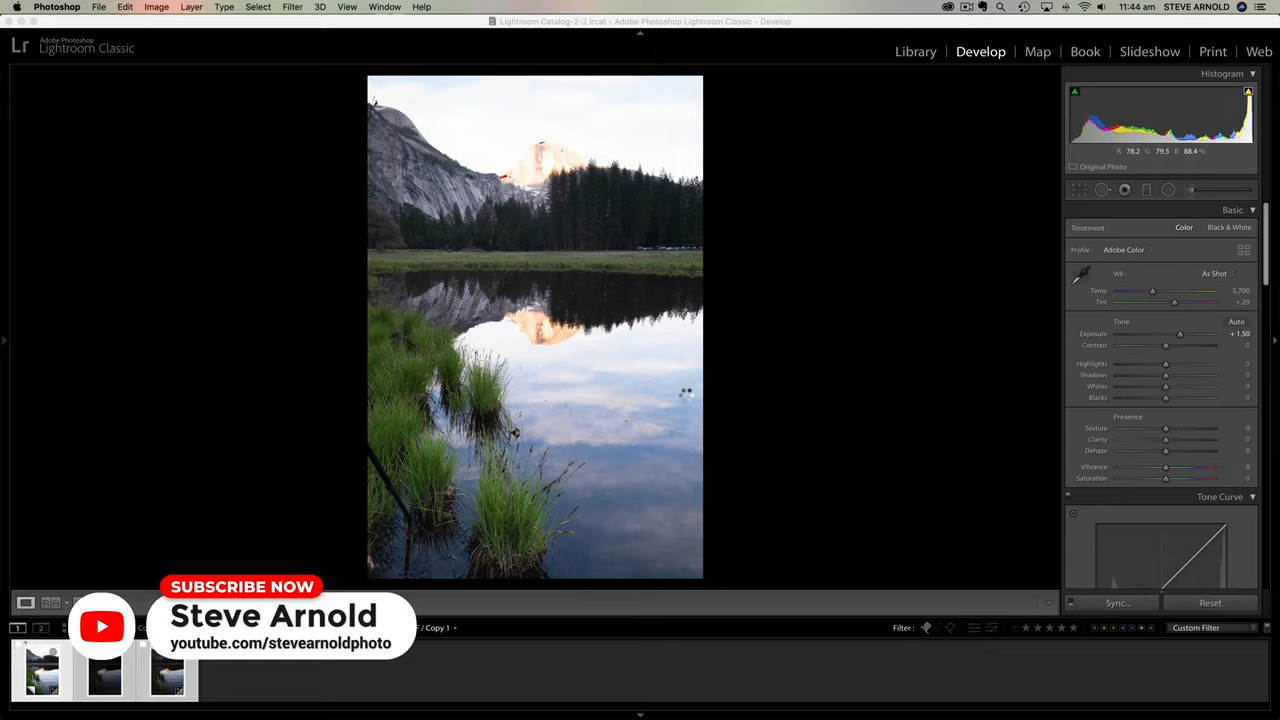 Photoshop File Edit Image Layer Type Select Filter 3D View Window Help 11:44 am STEVE ARNOLD
Lightroom Catalog-2-2.lrcat - Adobe Photoshop Lightroom Classic - Develop
Lr Adobe Photoshop
Lightroom Classic
Library Develop Map Book Slideshow Print Web
Histogram
R 78.2 G 79.5 B 88.4 %
Original Photo
Basic
Treatment: Color Black & White
Profile: Adobe Color
WB: As Shot
Temp 5,700
Tint + 29
Tone Auto
Exposure + 1.50
Contrast 0
Highlights 0
Shadows 0
Whites 0
Blacks 0
Presence
Texture 0
Clarity 0
Dehaze 0
Vibrance 0
Saturation 0
Tone Curve
Sync... Reset
SUBSCRIBE NOW
Steve Arnold
youtube.com/stevearnoldphoto
1 2 / Copy 1 Filter: Custom Filter